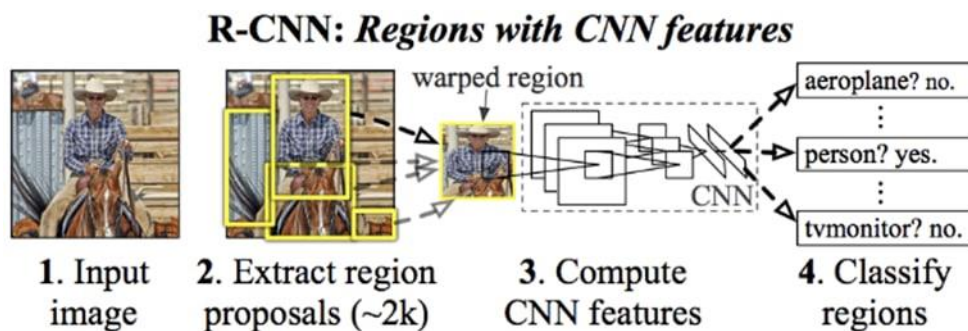 R-CNN: Regions with CNN features
warped region
aeroplane? no.
person? yes.
tvmonitor? no.
CNN
1. Input image
2. Extract region proposals (~2k)
3. Compute CNN features
4. Classify regions